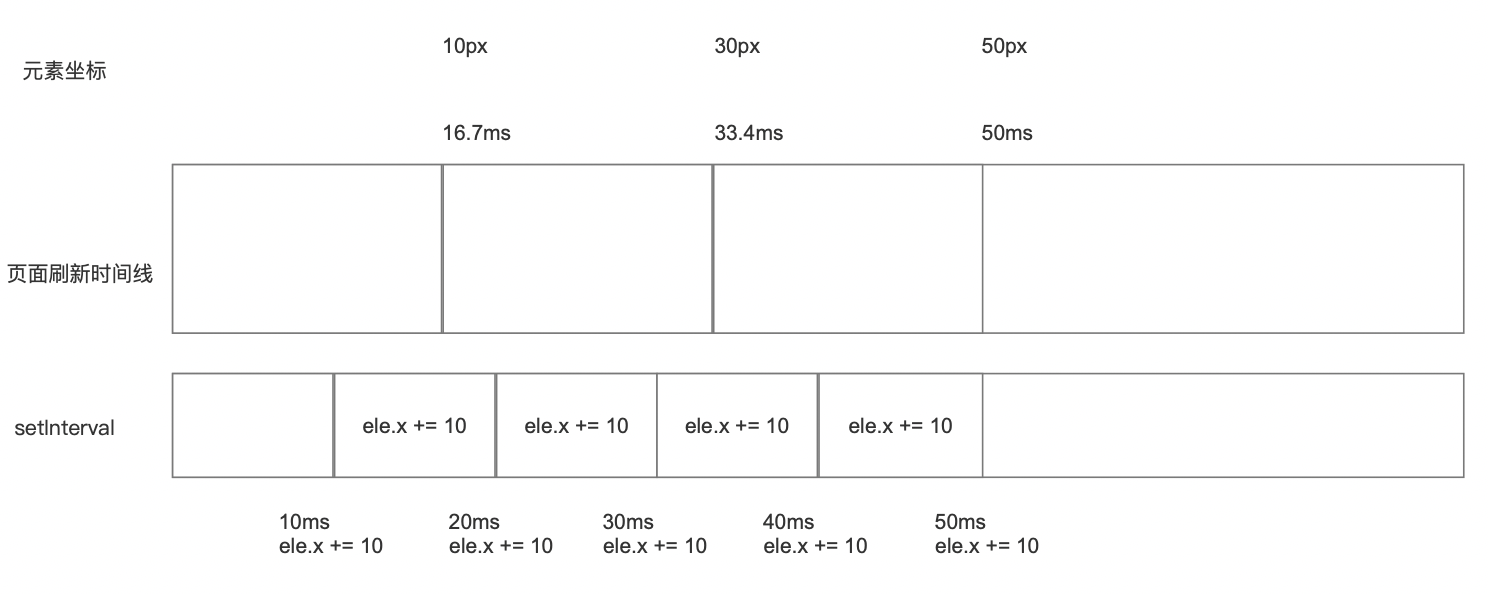 10px 30px 50px
元素坐标
16.7ms 33.4ms 50ms
页面刷新时间线
setInterval ele.x += 10 ele.x += 10 ele.x += 10 ele.x += 10
10ms 20ms 30ms 40ms 50ms
ele.x += 10 ele.x += 10 ele.x += 10 ele.x += 10 ele.x += 10